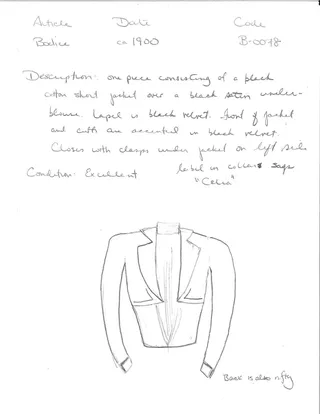 Article Date Code
Bodice ca 1900 B-0078
Description: one piece consisting of a black
cotton short jacket over a black satin under-
blouse. Lapel is black velvet. Front of jacket
and cuffs are accented in black velvet.
Closes with clasps under jacket on left side
Condition: Excellent label in collar says
"Celia"
Back is also nifty